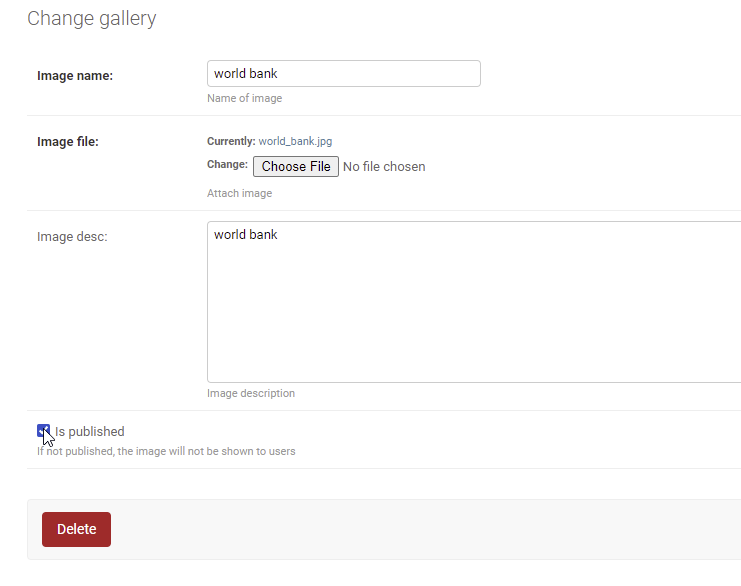 Change gallery
Image name: world bank
Name of image
Image file: Currently: world_bank.jpg
Change: Choose File No file chosen
Attach image
Image desc: world bank
Image description
Is published
If not published, the image will not be shown to users
Delete